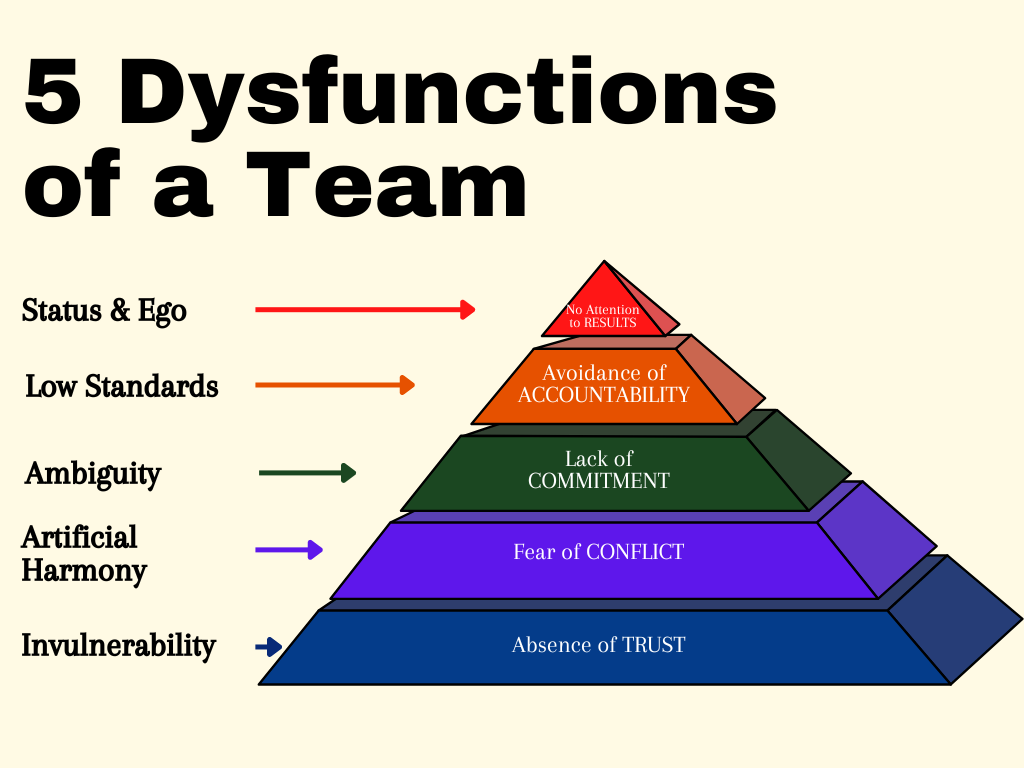 5 Dysfunctions
of a Team
Status & Ego
No Attention
to RESULTS
Low Standards
Avoidance of
ACCOUNTABILITY
Ambiguity
Lack of
COMMITMENT
Artificial
Harmony
Fear of CONFLICT
Invulnerability
Absence of TRUST